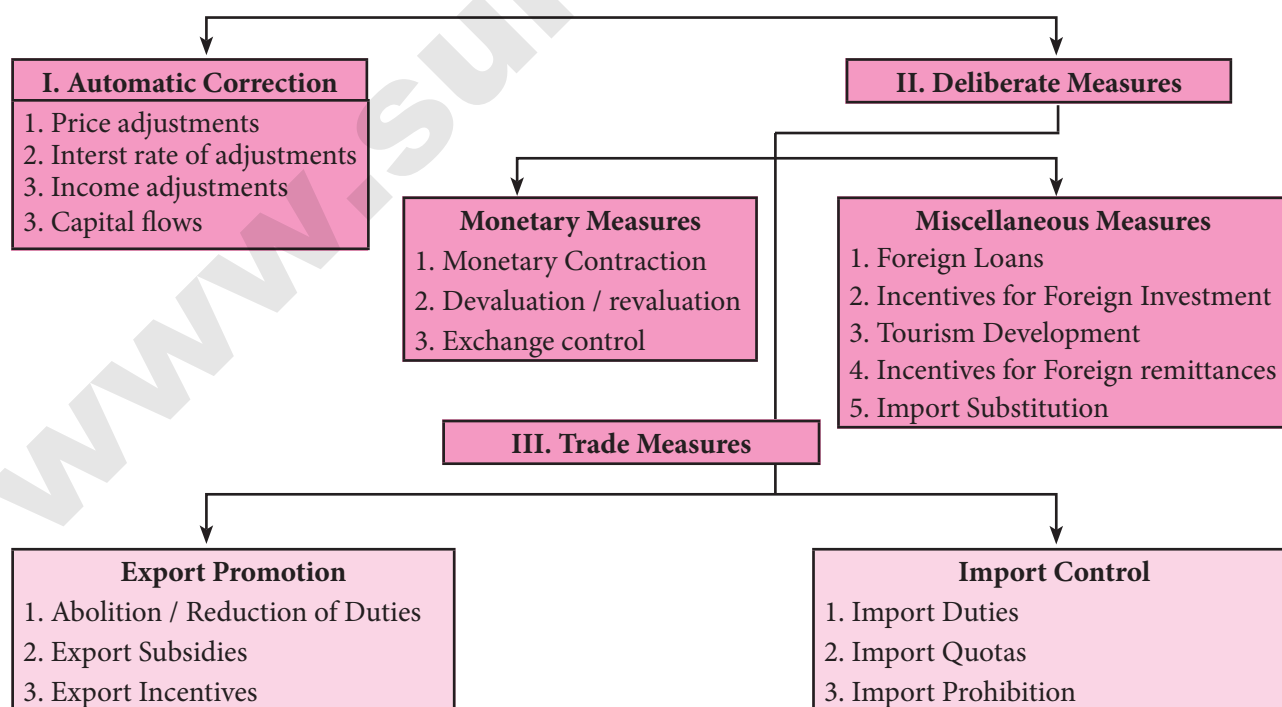 I. Automatic Correction
1. Price adjustments
2. Interst rate of adjustments
3. Income adjustments
3. Capital flows
II. Deliberate Measures
Monetary Measures
1. Monetary Contraction
2. Devaluation / revaluation
3. Exchange control
Miscellaneous Measures
1. Foreign Loans
2. Incentives for Foreign Investment
3. Tourism Development
4. Incentives for Foreign remittances
5. Import Substitution
III. Trade Measures
Export Promotion
1. Abolition / Reduction of Duties
2. Export Subsidies
3. Export Incentives
Import Control
1. Import Duties
2. Import Quotas
3. Import Prohibition